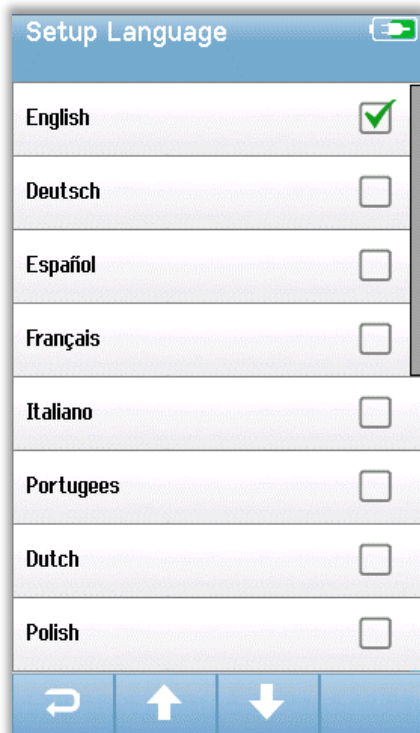 Setup Language
English
Deutsch
Español
Français
Italiano
Portugees
Dutch
Polish